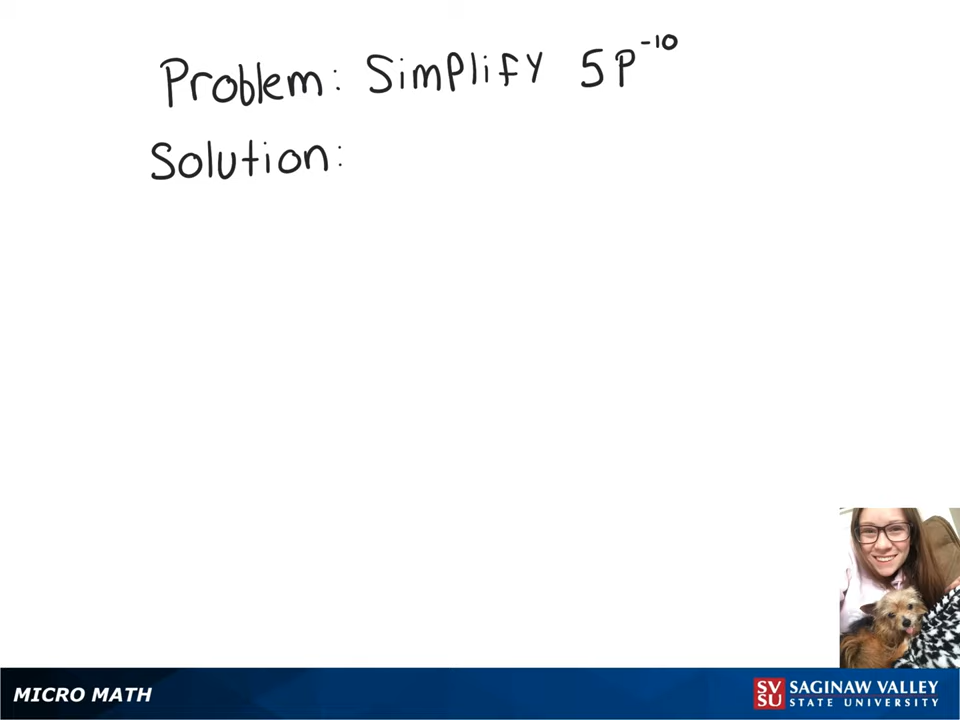 Problem: Simplify 5p⁻¹⁰
Solution:
MICRO MATH
SV SU SAGINAW VALLEY
STATE UNIVERSITY